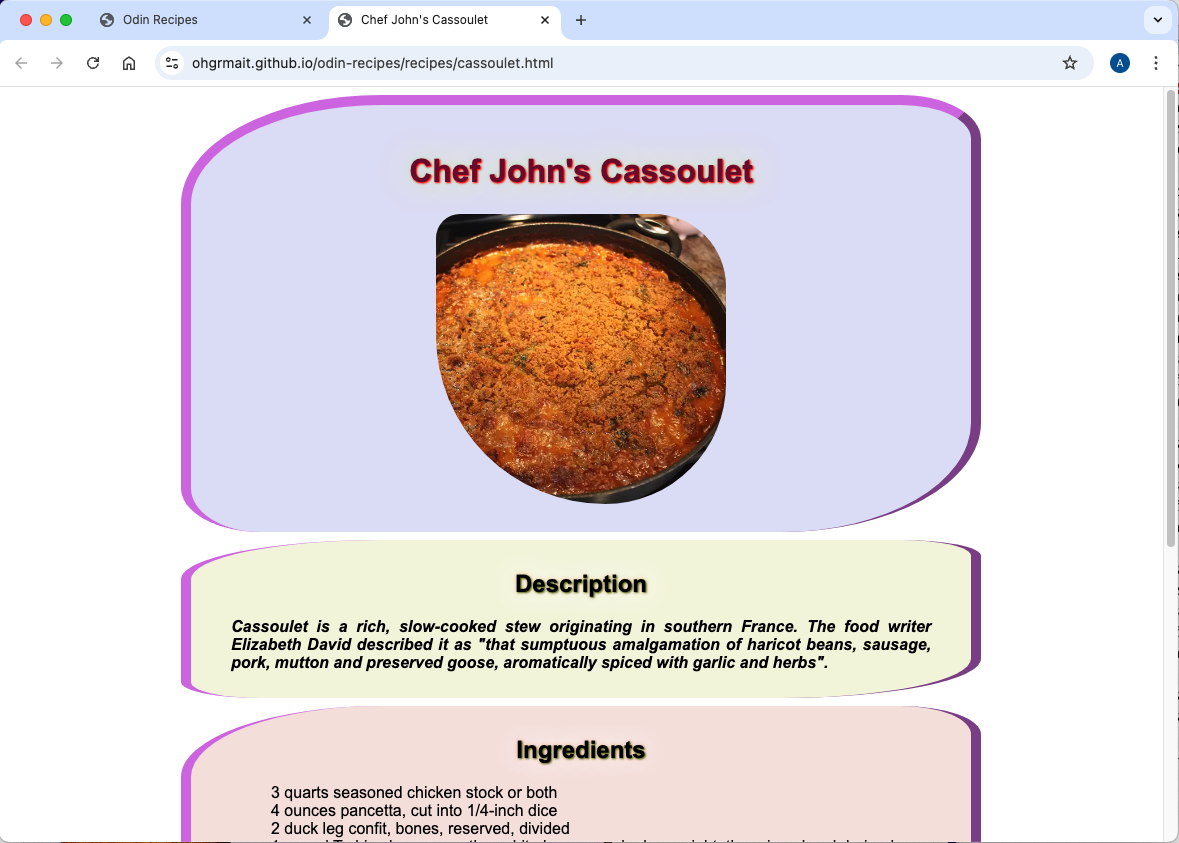 Odin Recipes
Chef John's Cassoulet
ohgrmait.github.io/odin-recipes/recipes/cassoulet.html
A
Chef John's Cassoulet
Description
Cassoulet is a rich, slow-cooked stew originating in southern France. The food writer
Elizabeth David described it as "that sumptuous amalgamation of haricot beans, sausage,
pork, mutton and preserved goose, aromatically spiced with garlic and herbs".
Ingredients
3 quarts seasoned chicken stock or both
4 ounces pancetta, cut into 1/4-inch dice
2 duck leg confit, bones, reserved, divided